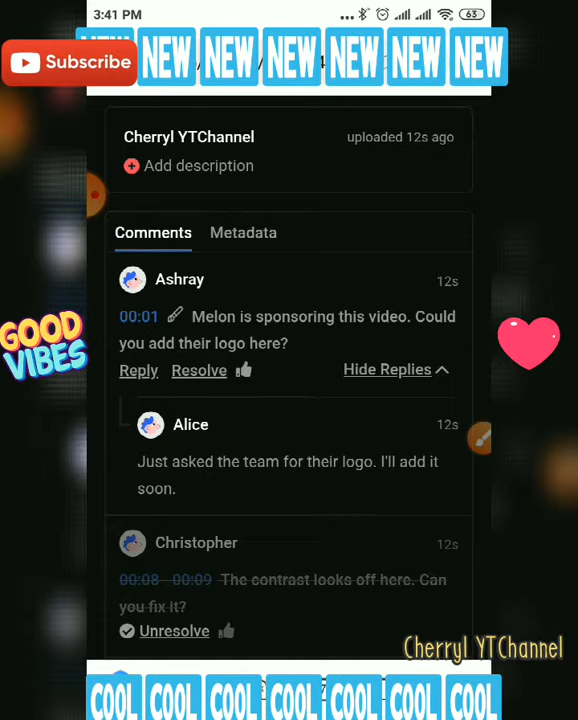 3:41 PM
63
NEW NEW NEW NEW NEW NEW NEW
Subscribe
Cherryl YTChannel
uploaded 12s ago
Add description
Comments Metadata
Ashray
12s
00:01 Melon is sponsoring this video. Could
you add their logo here?
Reply Resolve
Hide Replies
GOOD
VIBES
Alice
12s
Just asked the team for their logo. I'll add it
soon.
Christopher
12s
00:08 - 00:09 The contrast looks off here. Can
you fix it?
Unresolve
Cherryl YTChannel
COOL COOL COOL COOL COOL COOL COOL